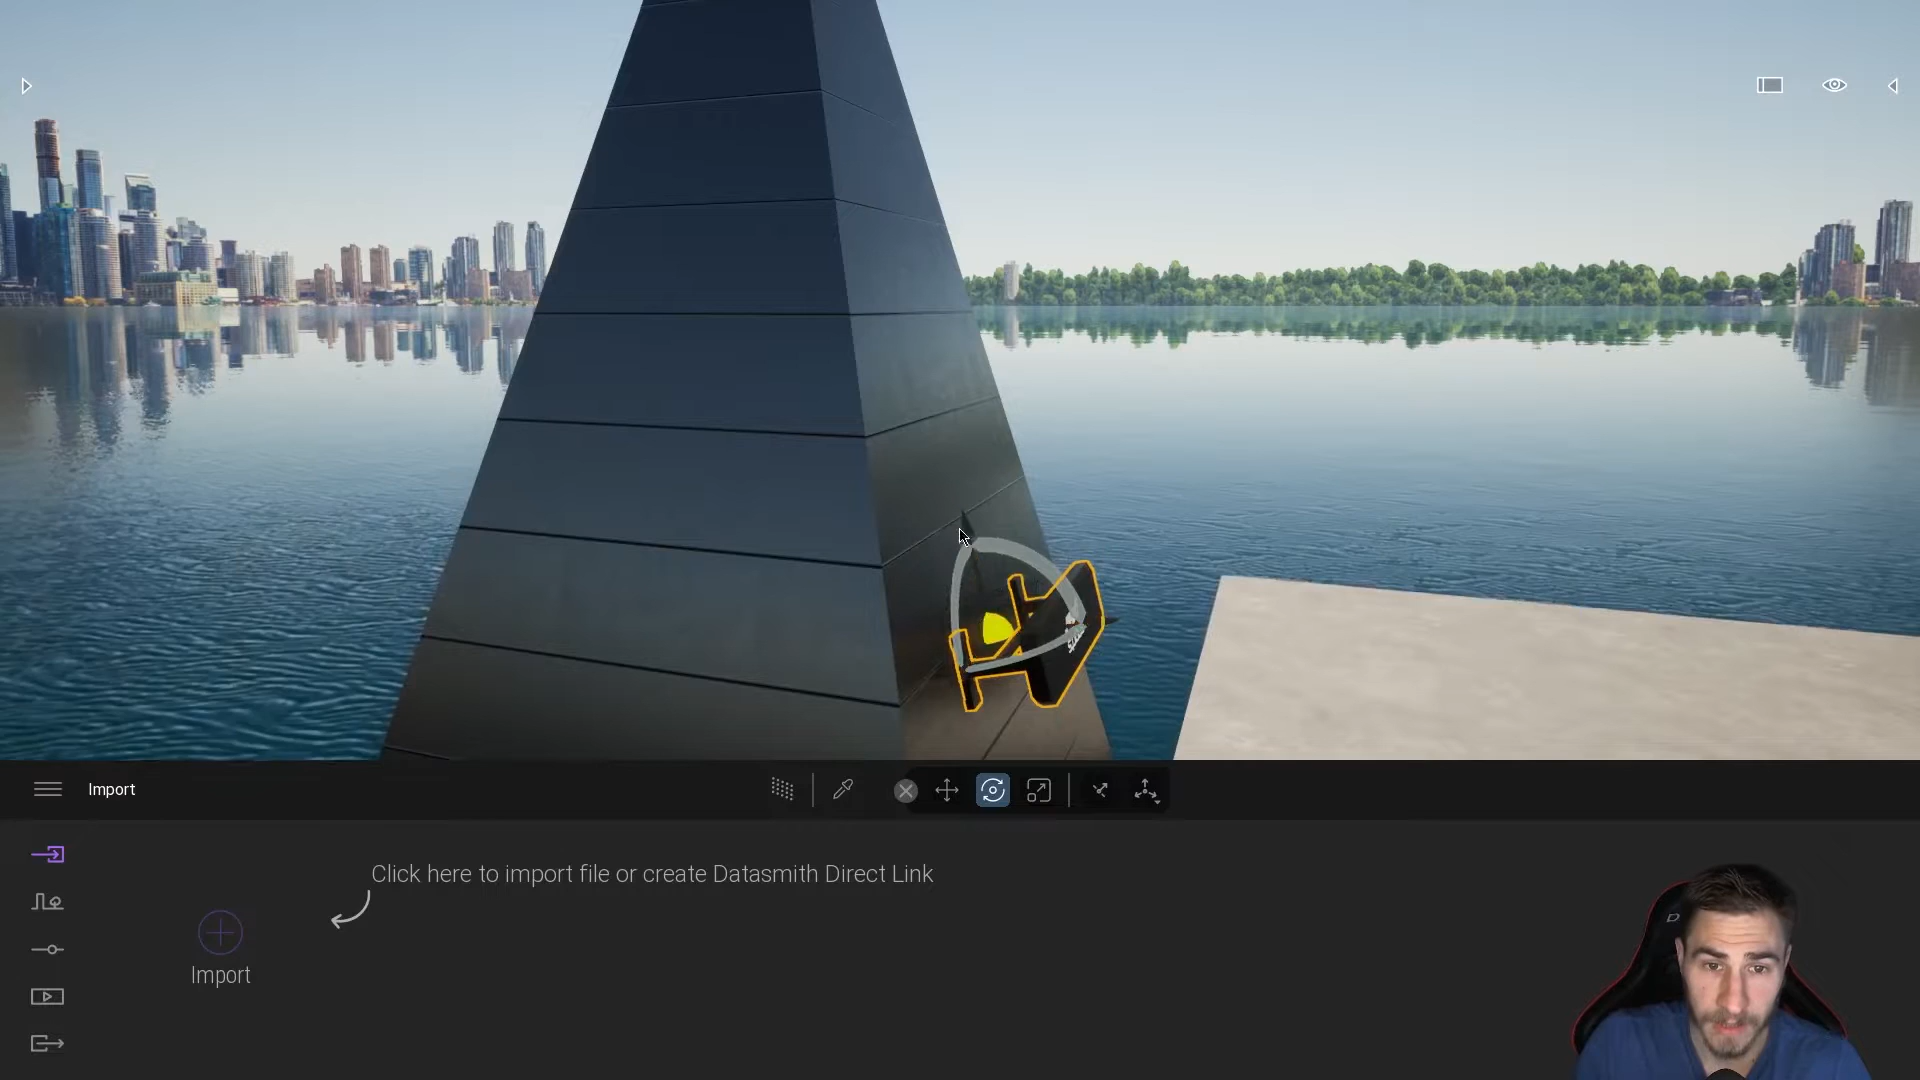 Import
Click here to import file or create Datasmith Direct Link
Import